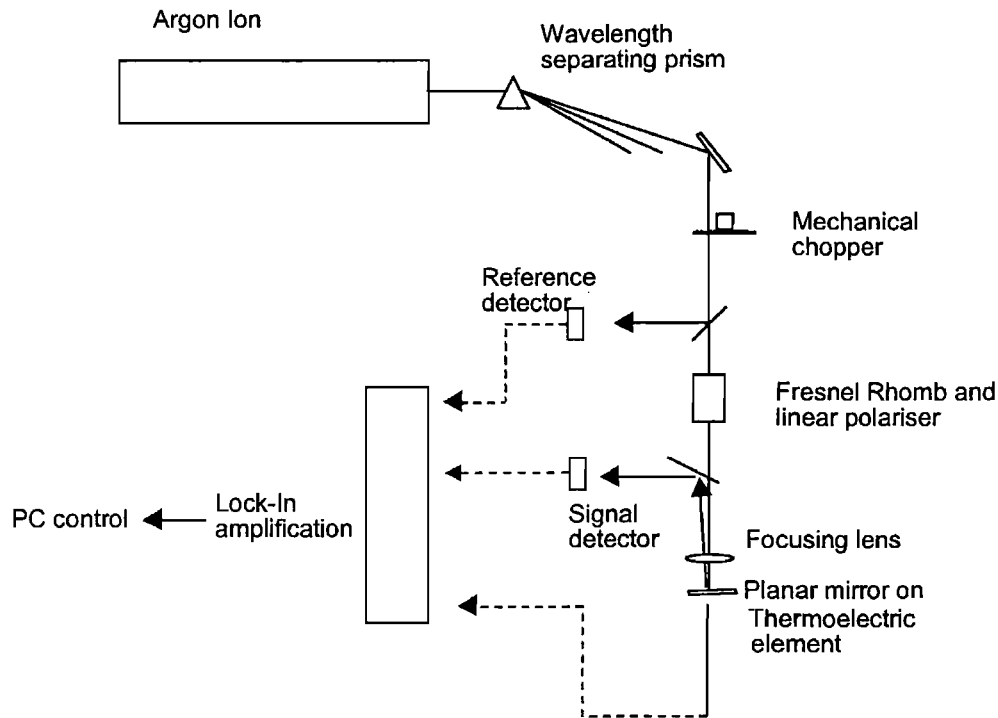 Argon Ion
Wavelength
separating prism
Mechanical
chopper
Reference
detector
Fresnel Rhomb and
linear polariser
PC control
Lock-In
amplification
Signal
detector
Focusing lens
Planar mirror on
Thermoelectric
element